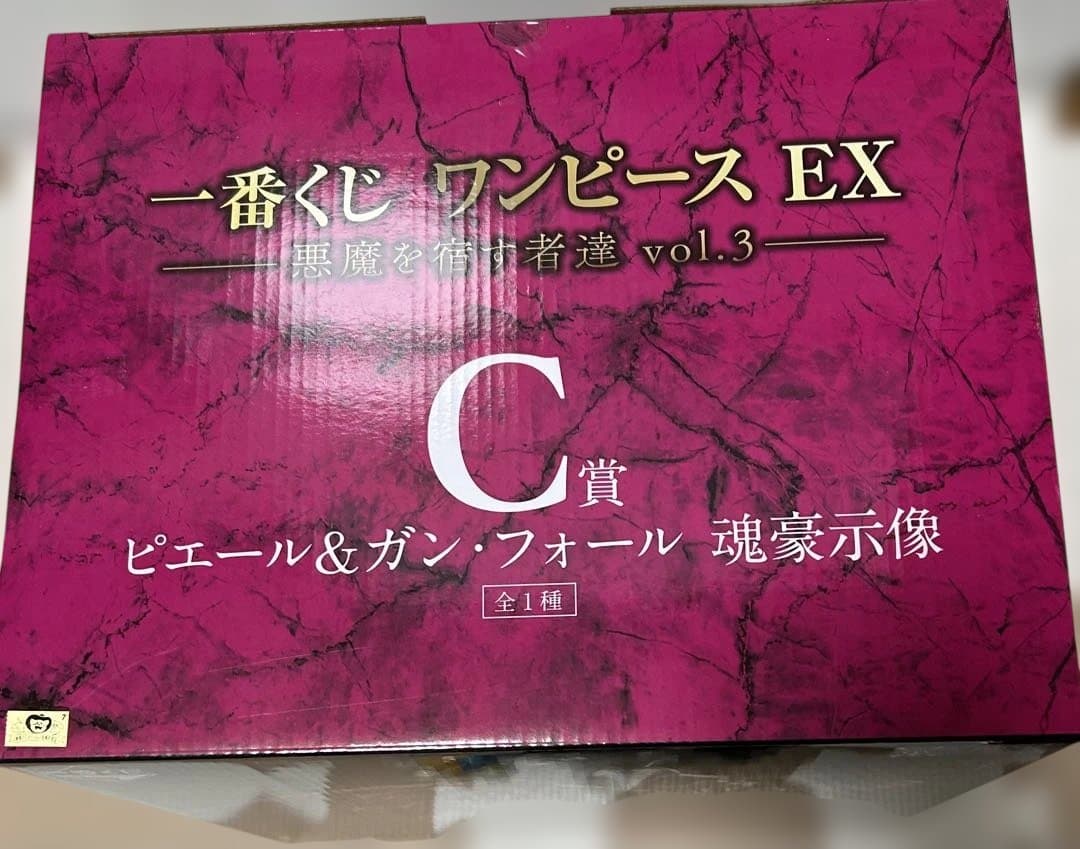 一番くじ ワンピース EX
悪魔を宿す者達 vol.3
C賞
ピエール&ガン・フォール 魂豪示像
全1種